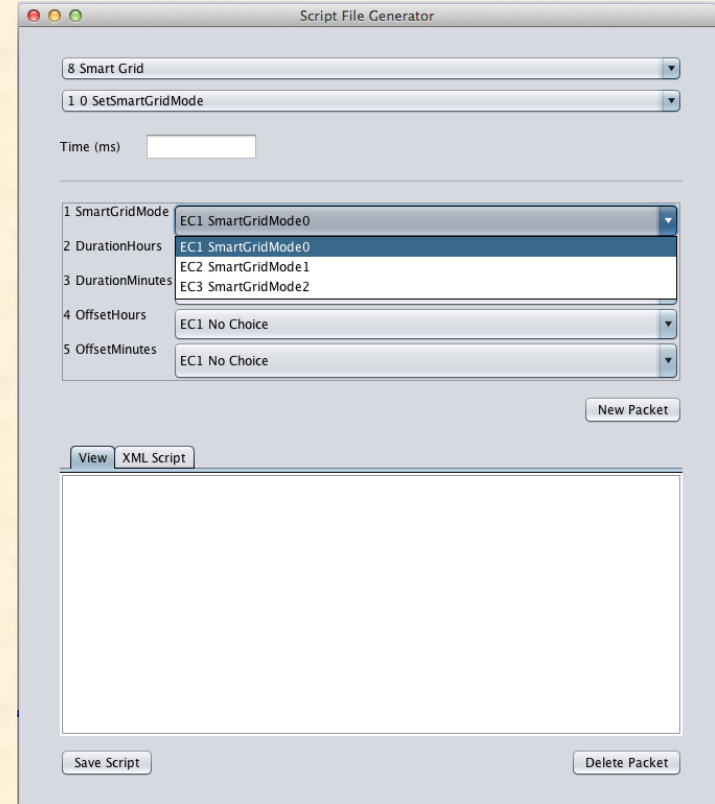 Script File Generator
8 Smart Grid
1 0 SetSmartGridMode
Time (ms)
1 SmartGridMode
EC1 SmartGridMode0
2 DurationHours
EC1 SmartGridMode0
EC2 SmartGridMode1
3 DurationMinutes
EC3 SmartGridMode2
4 OffsetHours
EC1 No Choice
5 OffsetMinutes
EC1 No Choice
New Packet
View
XML Script
Save Script
Delete Packet